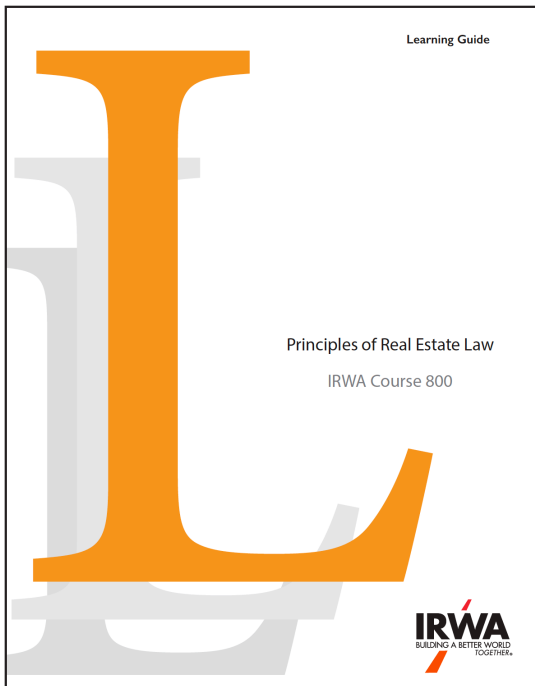 Learning Guide
L
Principles of Real Estate Law
IRWA Course 800
IRWA
BUILDING A BETTER WORLD
TOGETHER®